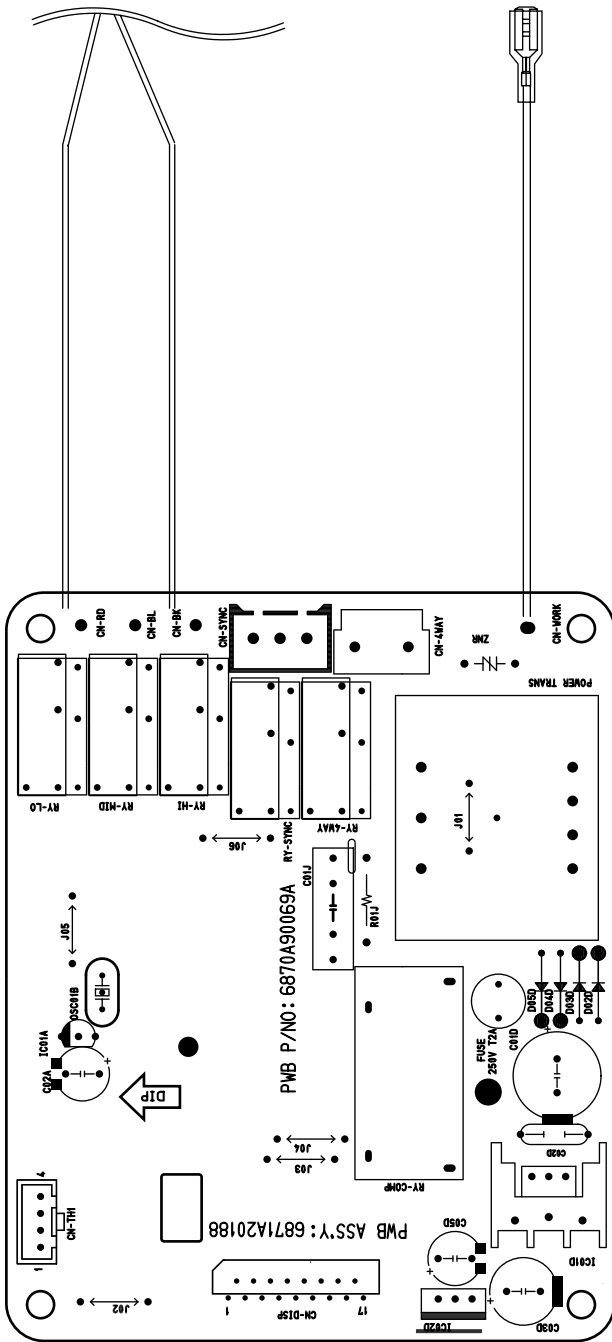 CN-RD
CN-BL
CN-BK
CN-SYNC
CN-4WAY
ZNR
CN-WORK
POWER TRANS
RY-LO
RY-MID
RY-HI
RY-SYNC
RY-4WAY
J06
J01
C01J
R01J
J05
PWB P/NO: 6870A90069A
OSC01B
IC01A
C02A
+
DIP
D05D
D04D
D03D
D02D
FUSE
250V T2A
C01D
+
C02D
J04
J03
RY-COMP
PWB ASS'Y: 6871A20188
4
CN-TH1
1
C05D
+
IC01D
J02
1
CN-DISP
17
IC02D
+
C03D